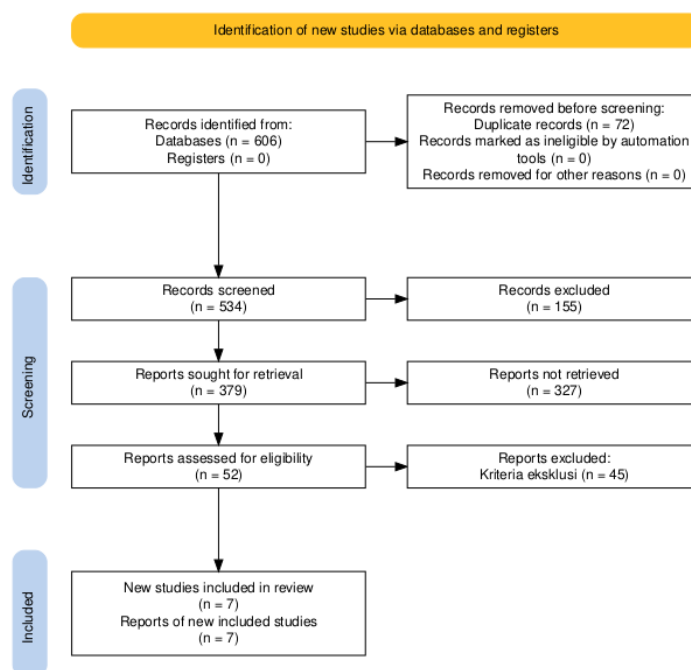 Identification of new studies via databases and registers
Identification
Records identified from:
Databases (n = 606)
Registers (n = 0)
Records removed before screening:
Duplicate records (n = 72)
Records marked as ineligible by automation
tools (n = 0)
Records removed for other reasons (n = 0)
Screening
Records screened
(n = 534)
Records excluded
(n = 155)
Reports sought for retrieval
(n = 379)
Reports not retrieved
(n = 327)
Reports assessed for eligibility
(n = 52)
Reports excluded:
Kriteria eksklusi (n = 45)
Included
New studies included in review
(n = 7)
Reports of new included studies
(n = 7)